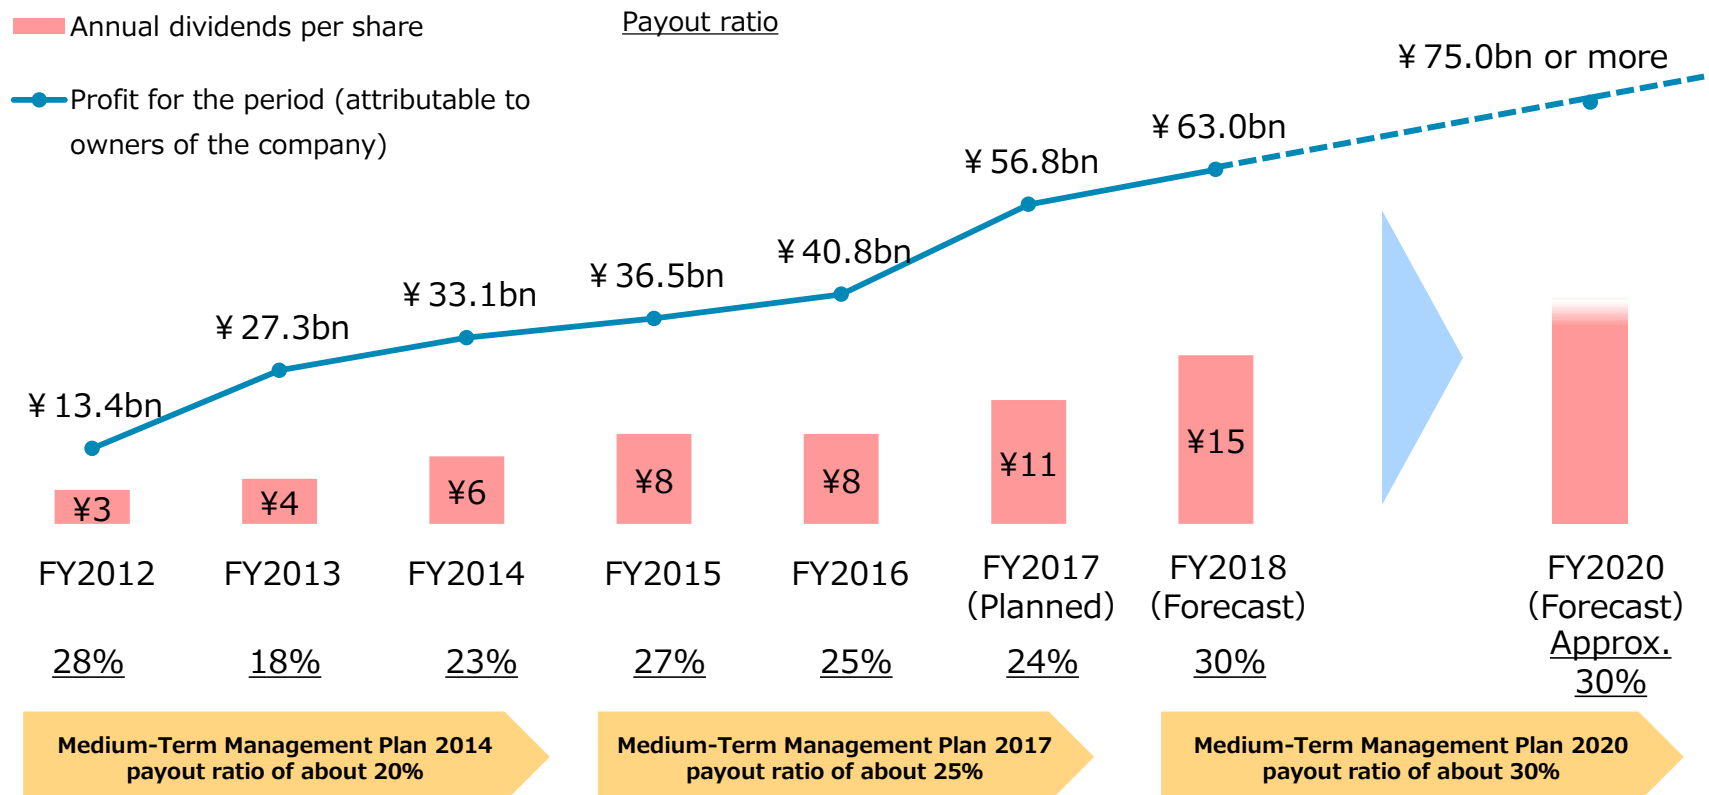 Annual dividends per share
Payout ratio
Profit for the period (attributable to
owners of the company)
¥ 13.4bn
¥ 27.3bn
¥ 33.1bn
¥ 36.5bn
¥ 40.8bn
¥ 56.8bn
¥ 63.0bn
¥ 75.0bn or more
¥3
¥4
¥6
¥8
¥8
¥11
¥15
FY2012
FY2013
FY2014
FY2015
FY2016
FY2017
(Planned)
FY2018
(Forecast)
FY2020
(Forecast)
28%
18%
23%
27%
25%
24%
30%
Approx.
30%
Medium-Term Management Plan 2014
payout ratio of about 20%
Medium-Term Management Plan 2017
payout ratio of about 25%
Medium-Term Management Plan 2020
payout ratio of about 30%